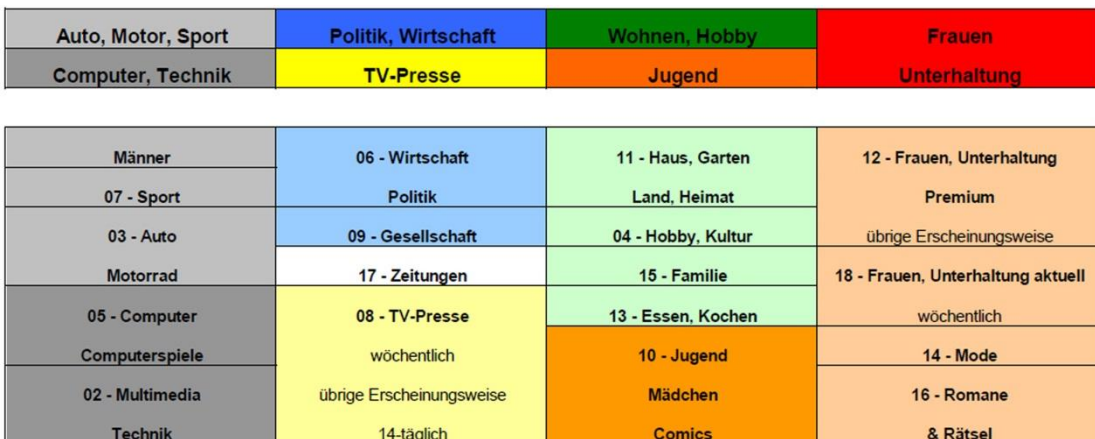 Auto, Motor, Sport
Politik, Wirtschaft
Wohnen, Hobby
Frauen
Computer, Technik
TV-Presse
Jugend
Unterhaltung
Männer
06 - Wirtschaft
11 - Haus, Garten
12 - Frauen, Unterhaltung
07 - Sport
Politik
Land, Heimat
Premium
03 - Auto
09 - Gesellschaft
04 - Hobby, Kultur
übrige Erscheinungsweise
Motorrad
17 - Zeitungen
15 - Familie
18 - Frauen, Unterhaltung aktuell
05 - Computer
08 - TV-Presse
13 - Essen, Kochen
wöchentlich
Computerspiele
wöchentlich
10 - Jugend
14 - Mode
02 - Multimedia
übrige Erscheinungsweise
Mädchen
16 - Romane
Technik
14-täglich
Comics
& Rätsel